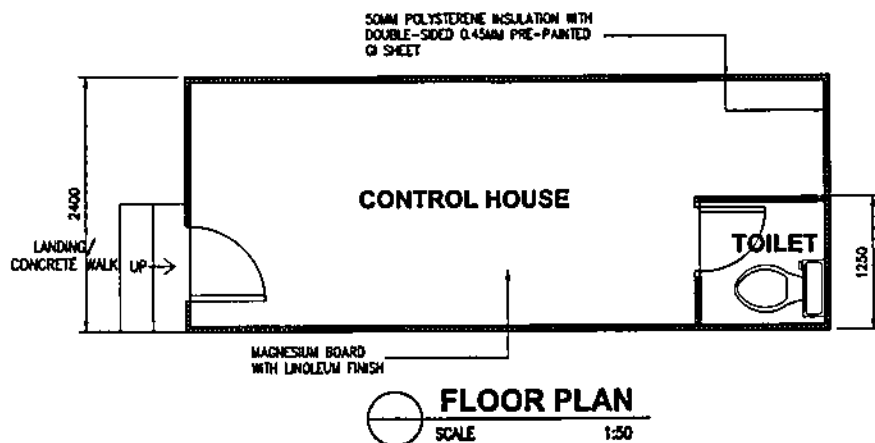 50MM POLYSTERENE INSULATION WITH
DOUBLE-SIDED 0.45MM PRE-PAINTED
GI SHEET
2400
CONTROL HOUSE
TOILET
1250
LANDING/
CONCRETE WALK
UP
MAGNESIUM BOARD
WITH LINOLEUM FINISH
FLOOR PLAN
SCALE 1:50